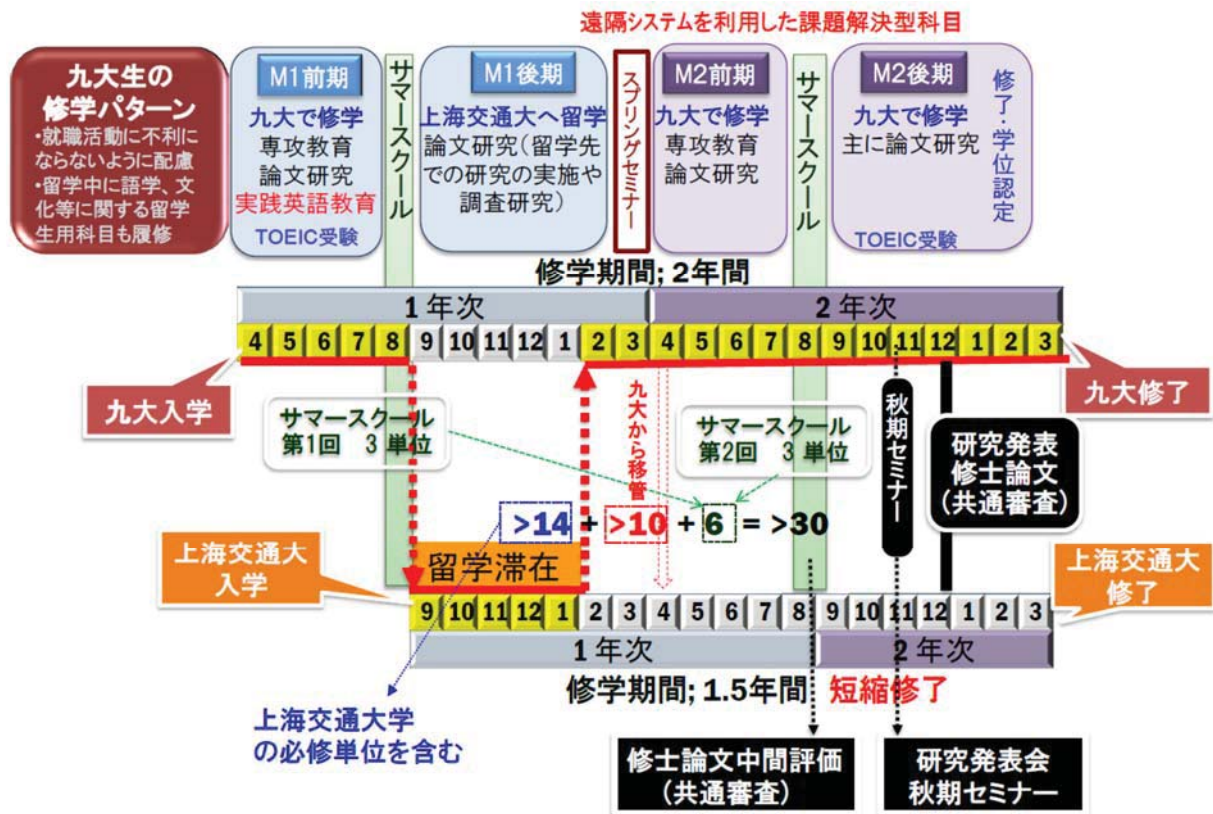 遠隔システムを利用した課題解決型科目
九大生の
修学パターン
・就職活動に不利に
ならないように配慮
・留学中に語学、文
化等に関する留学
生用科目も履修
M1前期
九大で修学
専攻教育
論文研究
実践英語教育
TOEIC受験
サマースクール
M1後期
上海交通大へ留学
論文研究(留学先
での研究の実施や
調査研究)
スプリングセミナー
M2前期
九大で修学
専攻教育
論文研究
サマースクール
M2後期
九大で修学
主に論文研究
TOEIC受験
修了・学位認定
修学期間; 2年間
1 年次
2 年次
4 5 6 7 8 9 10 11 12 1 2 3 4 5 6 7 8 9 10 11 12 1 2 3
九大入学
九大修了
サマースクール
第1回 3 単位
九大から移管
サマースクール
第2回 3 単位
秋期セミナー
研究発表
修士論文
(共通審査)
>14 + >10 + 6 = >30
上海交通大
入学
留学滞在
上海交通大
修了
9 10 11 12 1 2 3 4 5 6 7 8 9 10 11 12 1 2 3
1 年次
2 年次
修学期間; 1.5年間 短縮修了
上海交通大学
の必修単位を含む
修士論文中間評価
(共通審査)
研究発表会
秋期セミナー